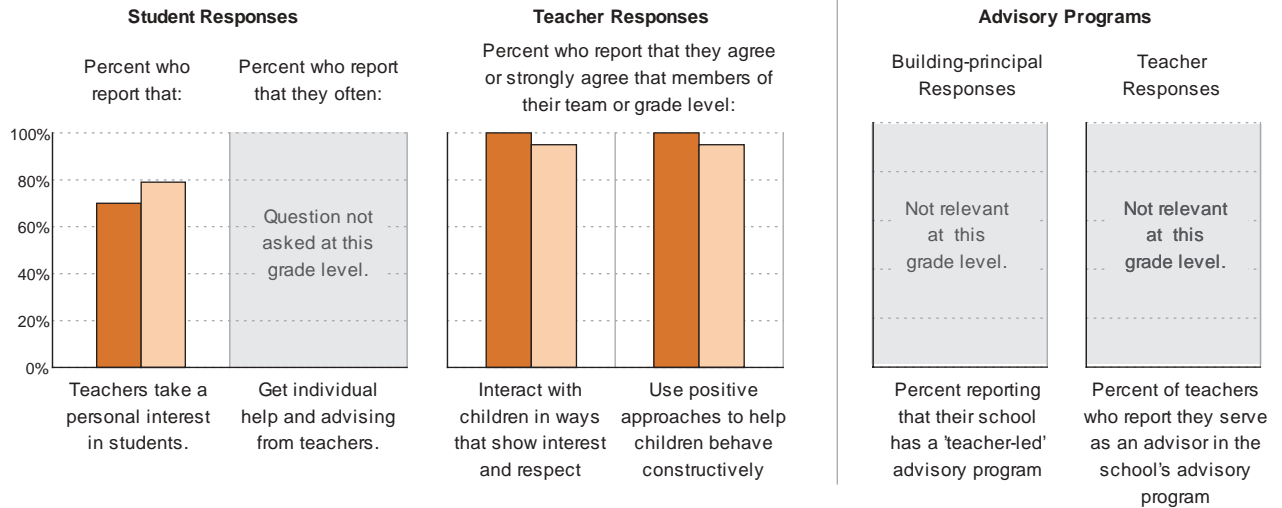 Student Responses
Percent who
report that:
Percent who report
that they often:
100%
80%
60%
40%
20%
0%
Question not
asked at this
grade level.
Teachers take a
personal interest
in students.
Get individual
help and advising
from teachers.
Teacher Responses
Percent who report that they agree
or strongly agree that members of
their team or grade level:
Interact with
children in ways
that show interest
and respect
Use positive
approaches to help
children behave
constructively
Advisory Programs
Building-principal
Responses
Not relevant
at this
grade level.
Percent reporting
that their school
has a 'teacher-led'
advisory program
Teacher
Responses
Not relevant
at this
grade level.
Percent of teachers
who report they serve
as an advisor in the
school's advisory
program